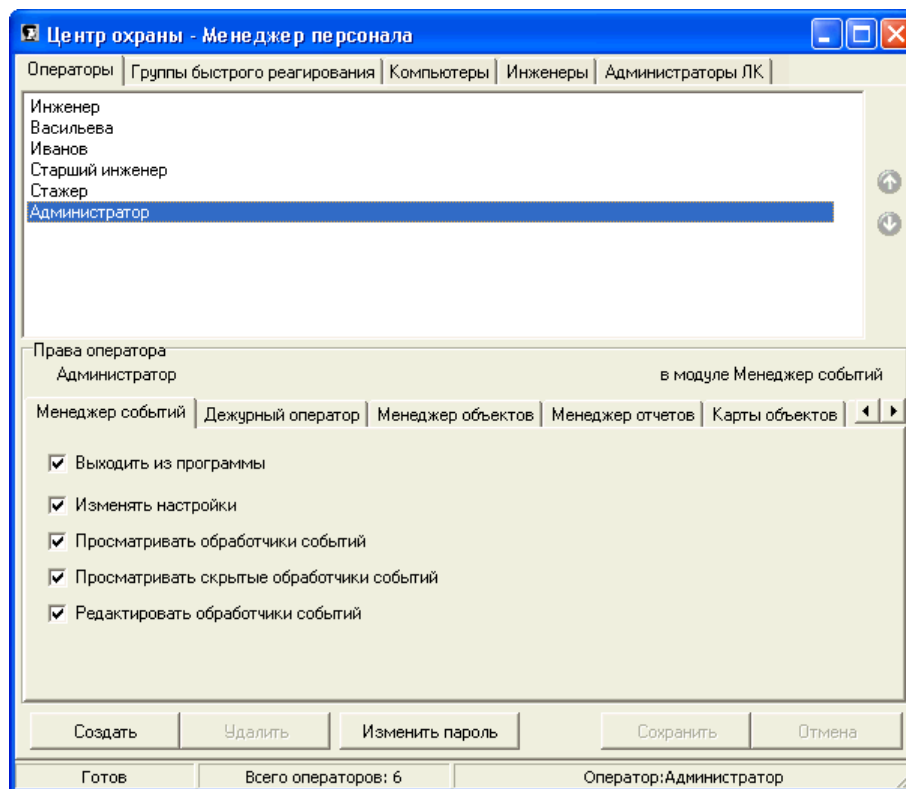 Центр охраны - Менеджер персонала
Операторы Группы быстрого реагирования Компьютеры Инженеры Администраторы ЛК
Инженер
Васильева
Иванов
Старший инженер
Стажер
Администратор
Права оператора
Администратор в модуле Менеджер событий
Менеджер событий Дежурный оператор Менеджер объектов Менеджер отчетов Карты объектов
Выходить из программы
Изменять настройки
Просматривать обработчики событий
Просматривать скрытые обработчики событий
Редактировать обработчики событий
Создать Удалить Изменить пароль Сохранить Отмена
Готов Всего операторов: 6 Оператор:Администратор